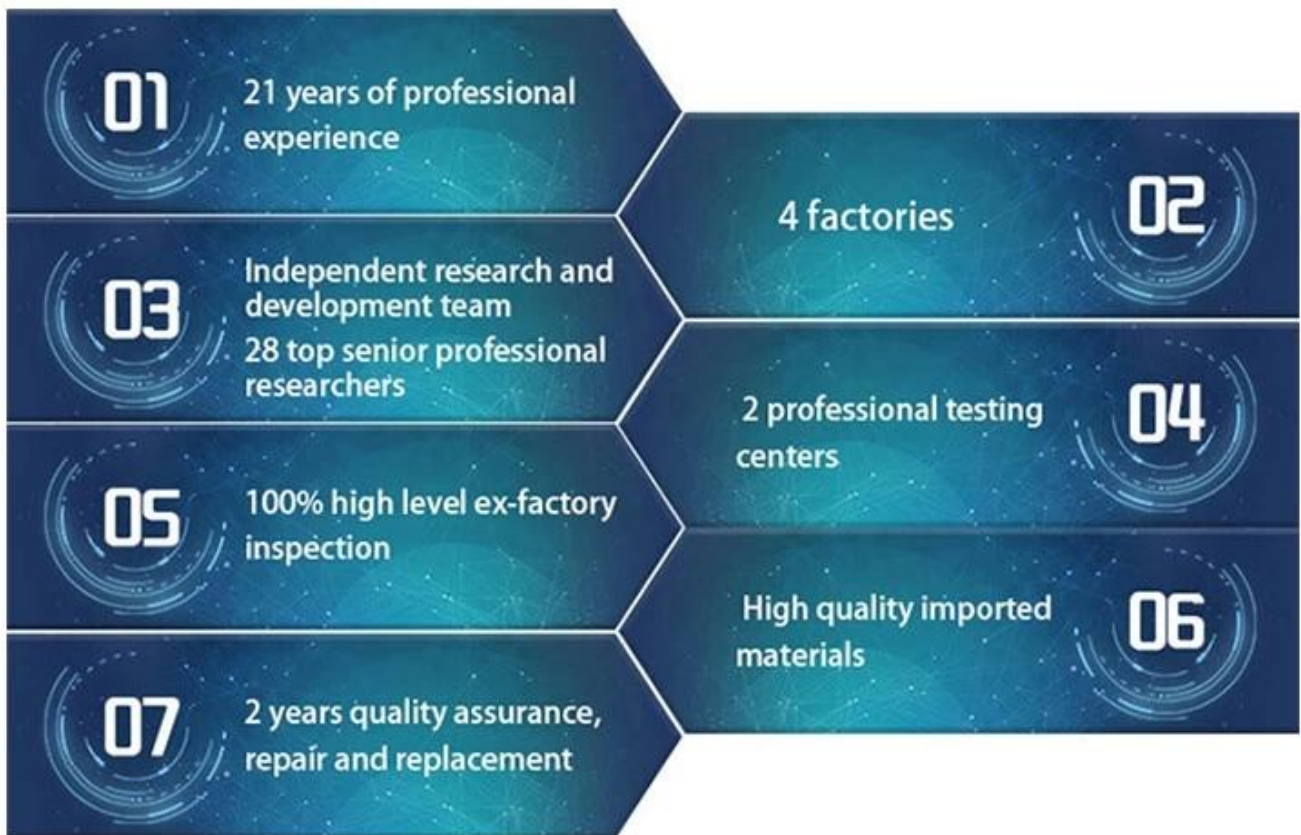 01
21 years of professional
experience
02
4 factories
03
Independent research and
development team
28 top senior professional
researchers
04
2 professional testing
centers
05
100% high level ex-factory
inspection
06
High quality imported
materials
07
2 years quality assurance,
repair and replacement